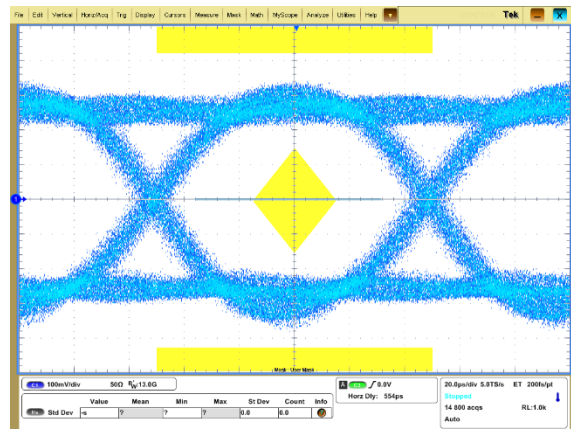 File Edit Vertical Horiz/Acq Trig Display Cursors Measure Mask Math MyScope Analyze Utilities Help Tek X
1
Mask: User Mask
C1 100mV/div 50Ω BW:13.0G
A 0.0V
Horz Dly: 554ps
20.0ps/div 5.0TS/s ET 200fs/pt
Stopped
14 800 acqs RL:1.0k
Auto
Value Mean Min Max St Dev Count Info
Std Dev -s ? ? ? 0.0 0.0